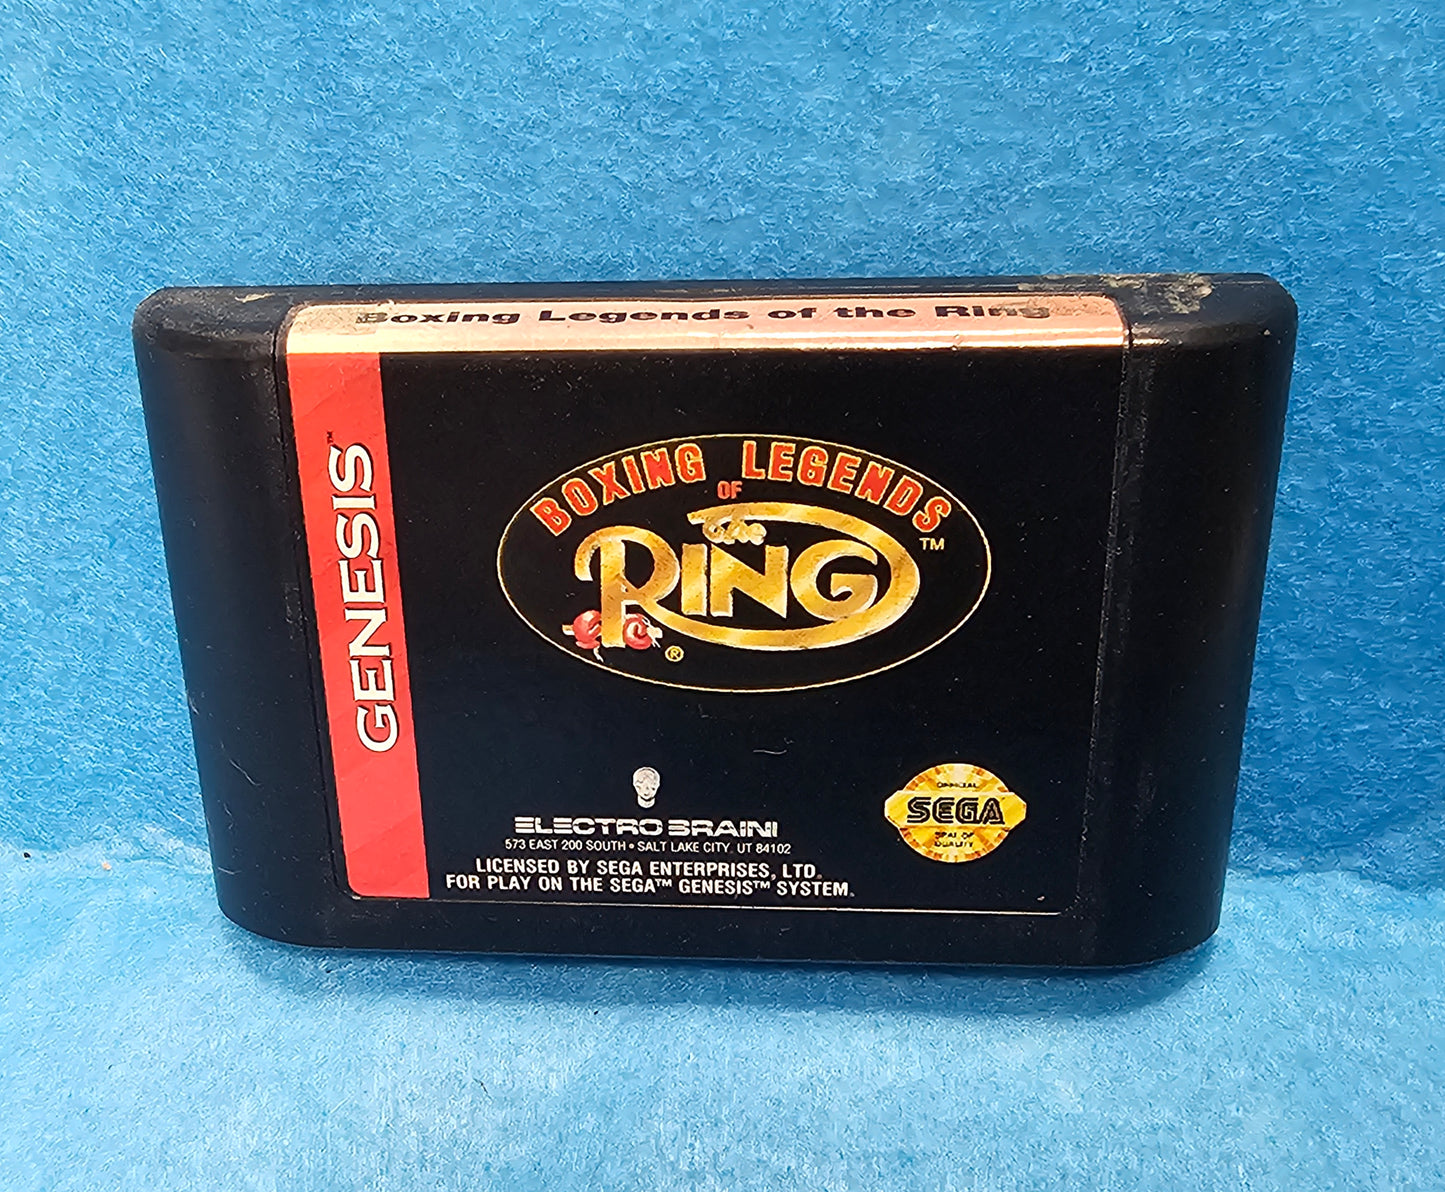 Boxing Legends of the Ring
GENESIS™
BOXING LEGENDS
OF
The
RING
™
®
ELECTRO BRAIN
573 EAST 200 SOUTH • SALT LAKE CITY, UT 84102
LICENSED BY SEGA ENTERPRISES, LTD.
FOR PLAY ON THE SEGA™ GENESIS™ SYSTEM.
OFFICIAL
SEGA
SEAL OF
QUALITY